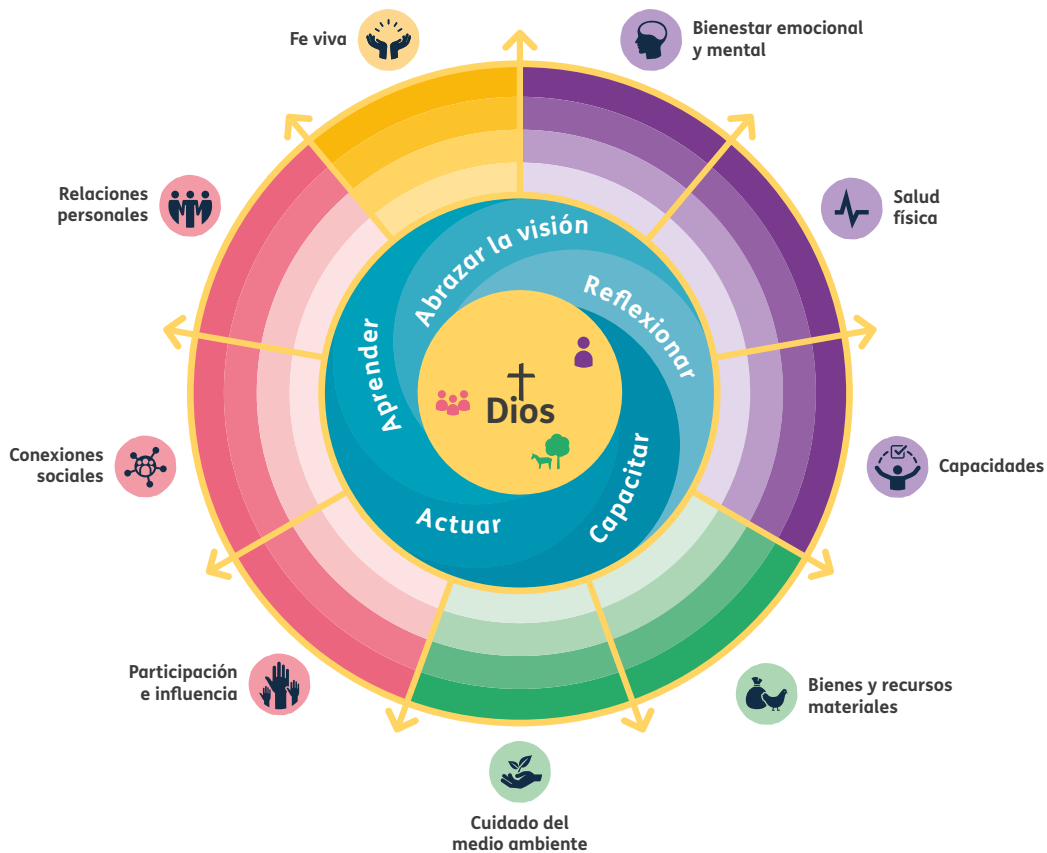 Fe viva
Bienestar emocional
y mental
Relaciones
personales
Salud
física
Abrazar la visión
Reflexionar
Aprender
Dios
Capacitar
Actuar
Conexiones
sociales
Capacidades
Participación
e influencia
Bienes y recursos
materiales
Cuidado del
medio ambiente